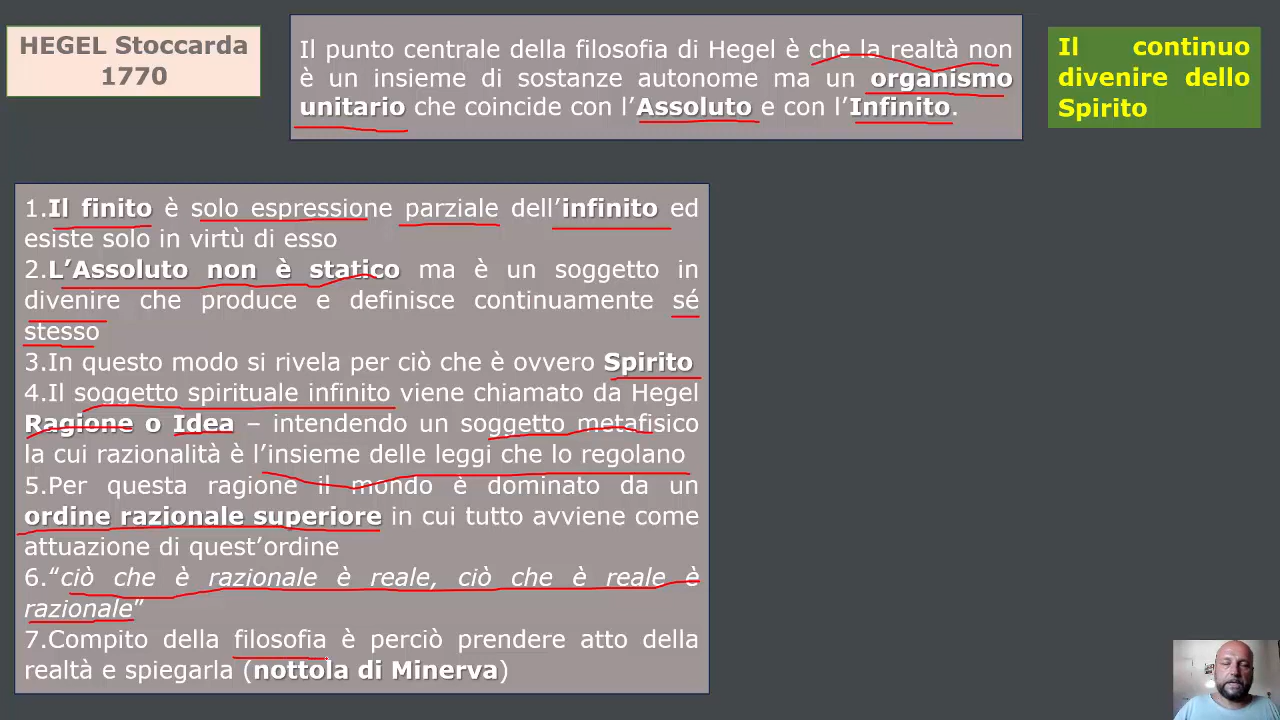 HEGEL Stoccarda
1770
Il punto centrale della filosofia di Hegel è che la realtà non
è un insieme di sostanze autonome ma un organismo
unitario che coincide con l’Assoluto e con l’Infinito.
Il continuo
divenire dello
Spirito
1.Il finito è solo espressione parziale dell’infinito ed
esiste solo in virtù di esso
2.L’Assoluto non è statico ma è un soggetto in
divenire che produce e definisce continuamente sé
stesso
3.In questo modo si rivela per ciò che è ovvero Spirito
4.Il soggetto spirituale infinito viene chiamato da Hegel
Ragione o Idea – intendendo un soggetto metafisico
la cui razionalità è l’insieme delle leggi che lo regolano
5.Per questa ragione il mondo è dominato da un
ordine razionale superiore in cui tutto avviene come
attuazione di quest’ordine
6.“ciò che è razionale è reale, ciò che è reale è
razionale”
7.Compito della filosofia è perciò prendere atto della
realtà e spiegarla (nottola di Minerva)